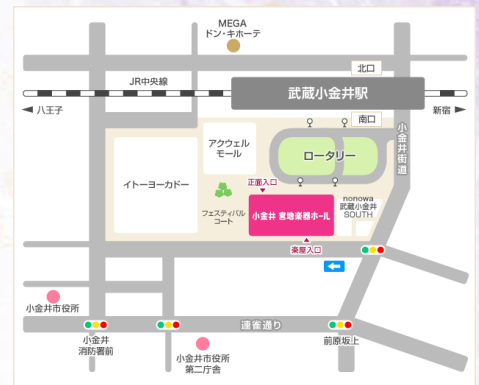 MEGA
ドン・キホーテ
北口
JR中央線
武蔵小金井駅
八王子
新宿
南口
小金井街道
アクウェル
モール
ロータリー
イトーヨーカドー
正面入口
フェスティバル
コート
小金井 宮地楽器ホール
nonowa
武蔵小金井
SOUTH
楽屋入口
小金井市役所
連雀通り
小金井
消防署前
前原坂上
小金井市役所
第二庁舎